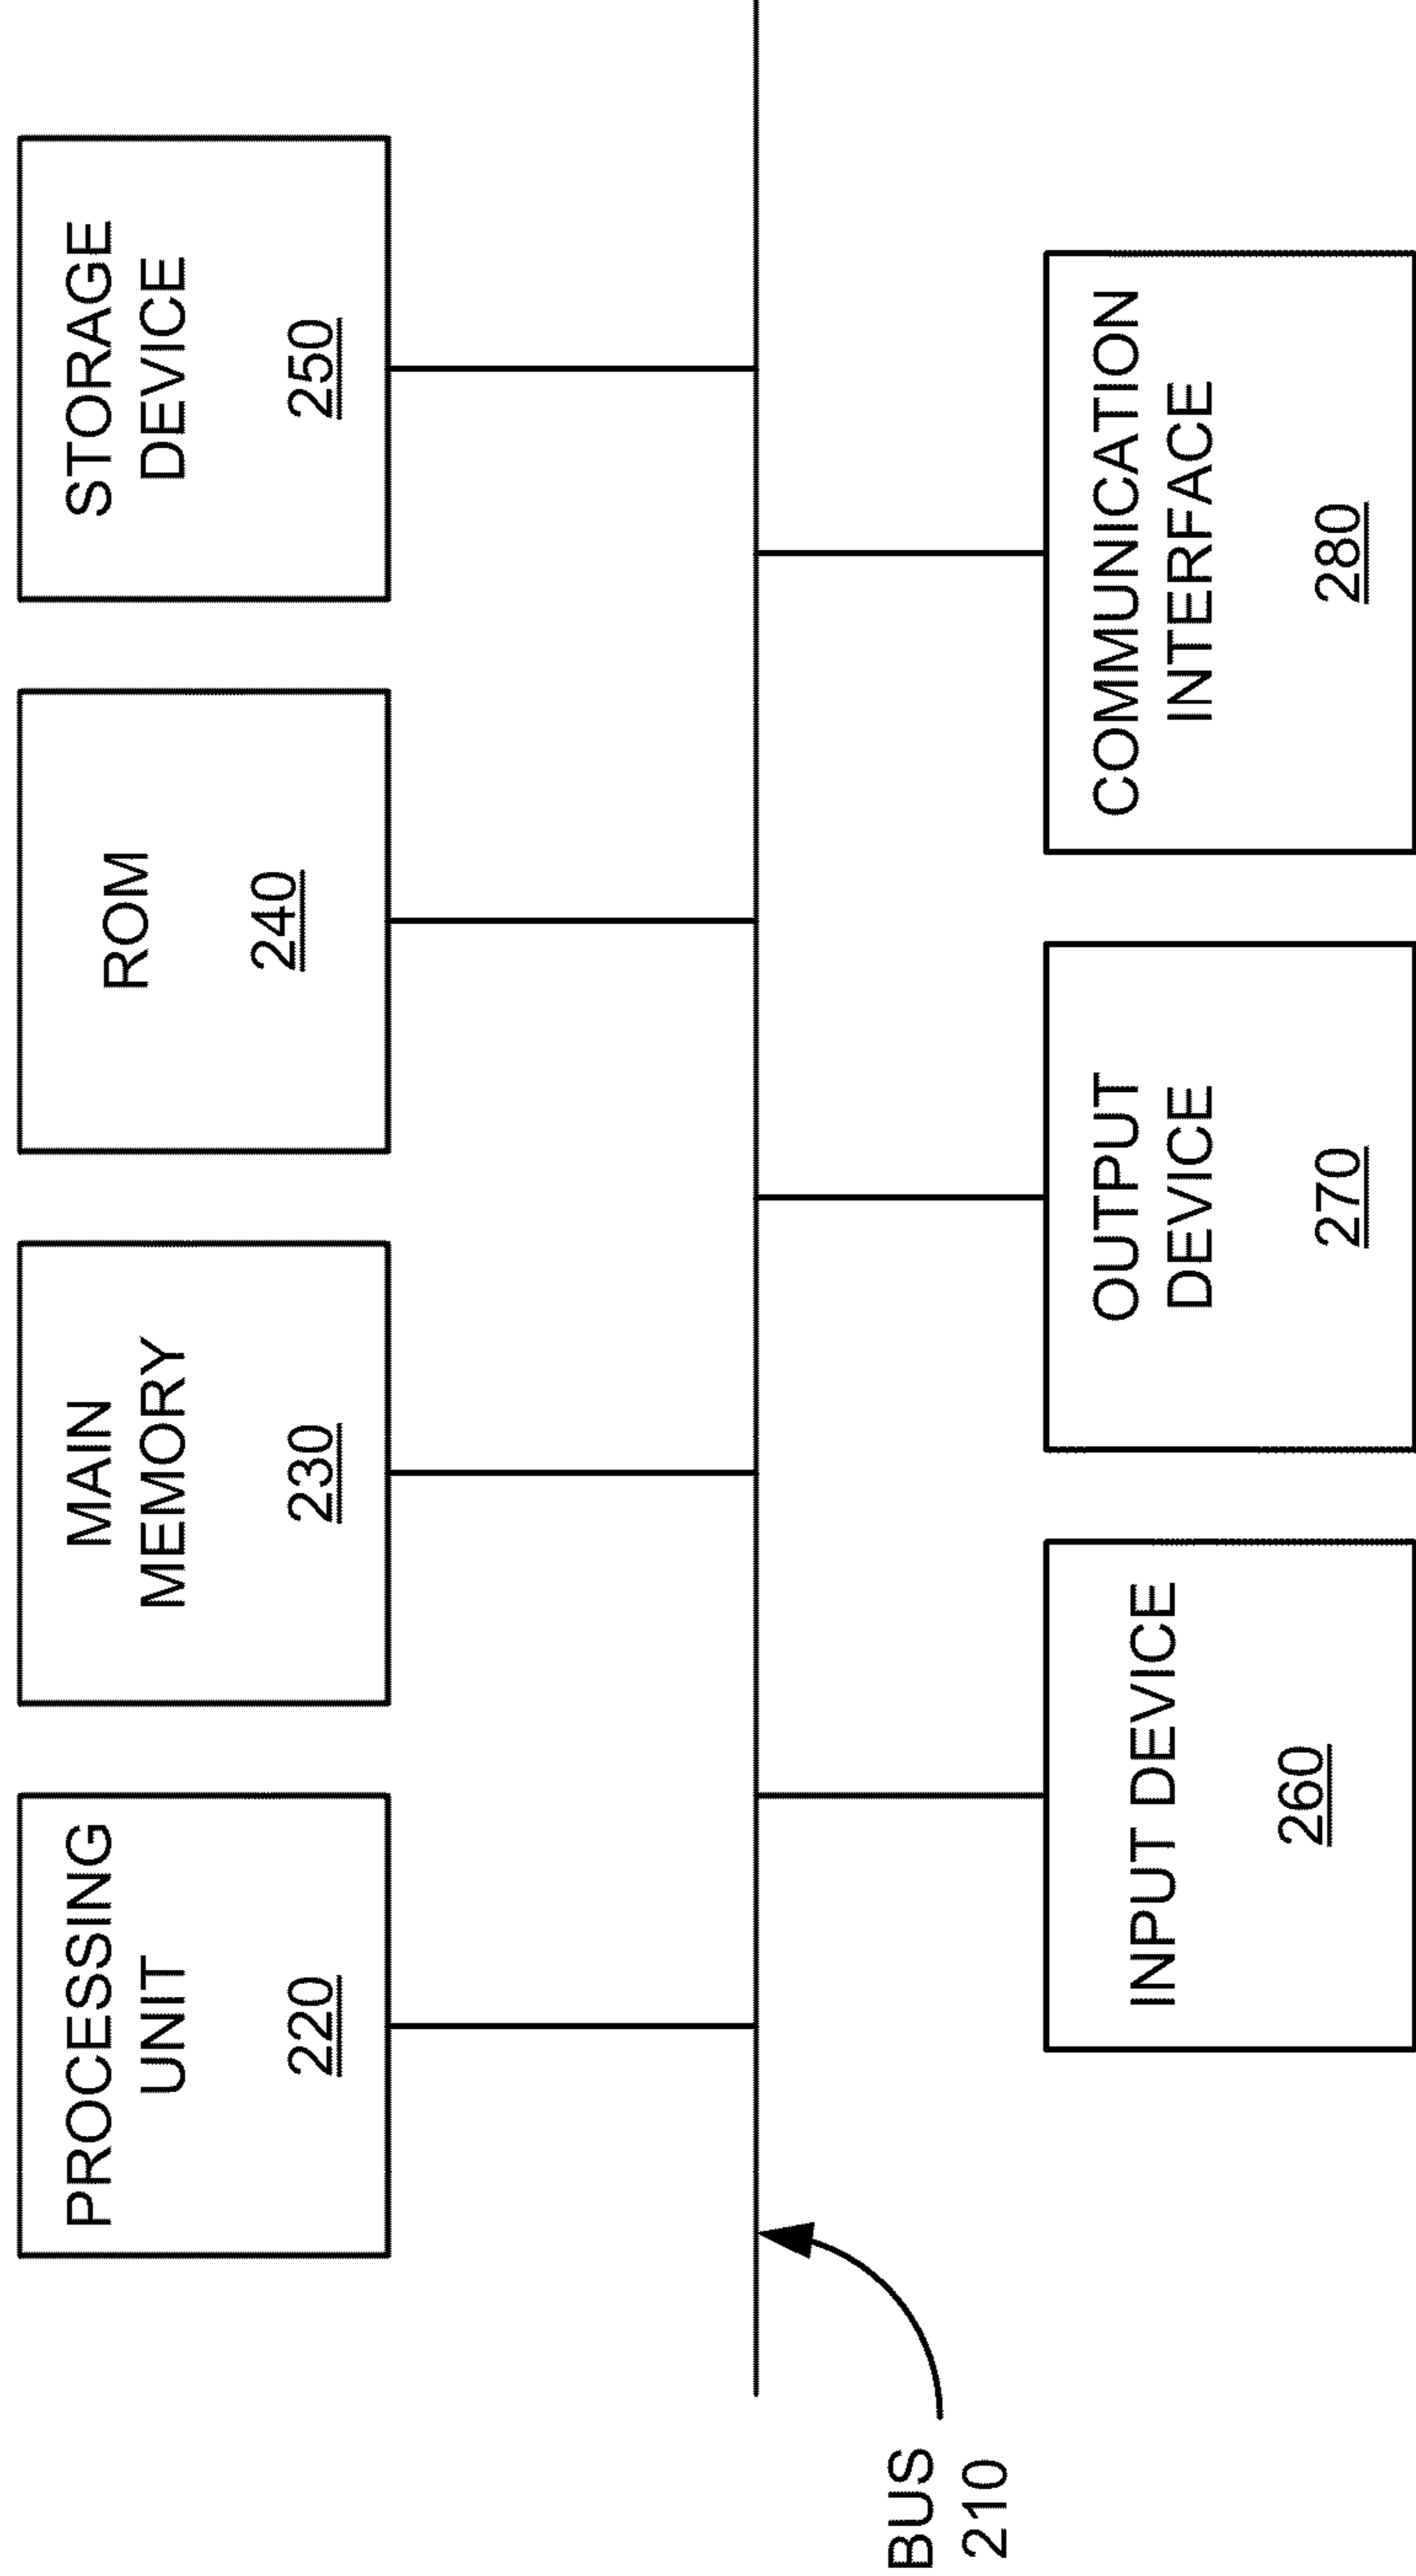 PROCESSING
UNIT
220
MAIN
MEMORY
230
ROM
240
STORAGE
DEVICE
250
BUS
210
INPUT DEVICE
260
OUTPUT
DEVICE
270
COMMUNICATION
INTERFACE
280